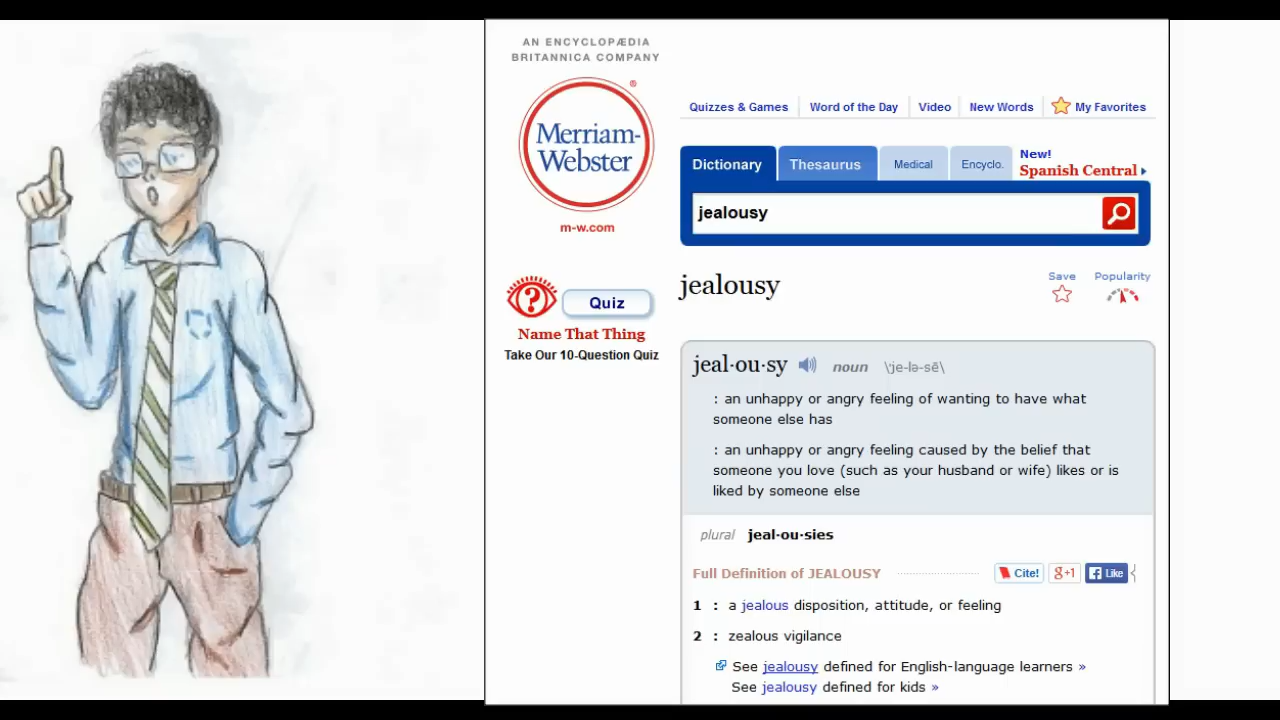 AN ENCYCLOPÆDIA
BRITANNICA COMPANY
Merriam-
Webster
®
m-w.com
Quizzes & Games
Word of the Day
Video
New Words
My Favorites
Dictionary
Thesaurus
Medical
Encyclo.
New!
Spanish Central
jealousy
?
Quiz
Name That Thing
Take Our 10-Question Quiz
jealousy
Save
Popularity
jeal·ou·sy noun \ˈje-lə-sē\
: an unhappy or angry feeling of wanting to have what
someone else has
: an unhappy or angry feeling caused by the belief that
someone you love (such as your husband or wife) likes or is
liked by someone else
plural jeal·ou·sies
Full Definition of JEALOUSY
Cite!
g+1
Like
1 : a jealous disposition, attitude, or feeling
2 : zealous vigilance
See jealousy defined for English-language learners »
See jealousy defined for kids »